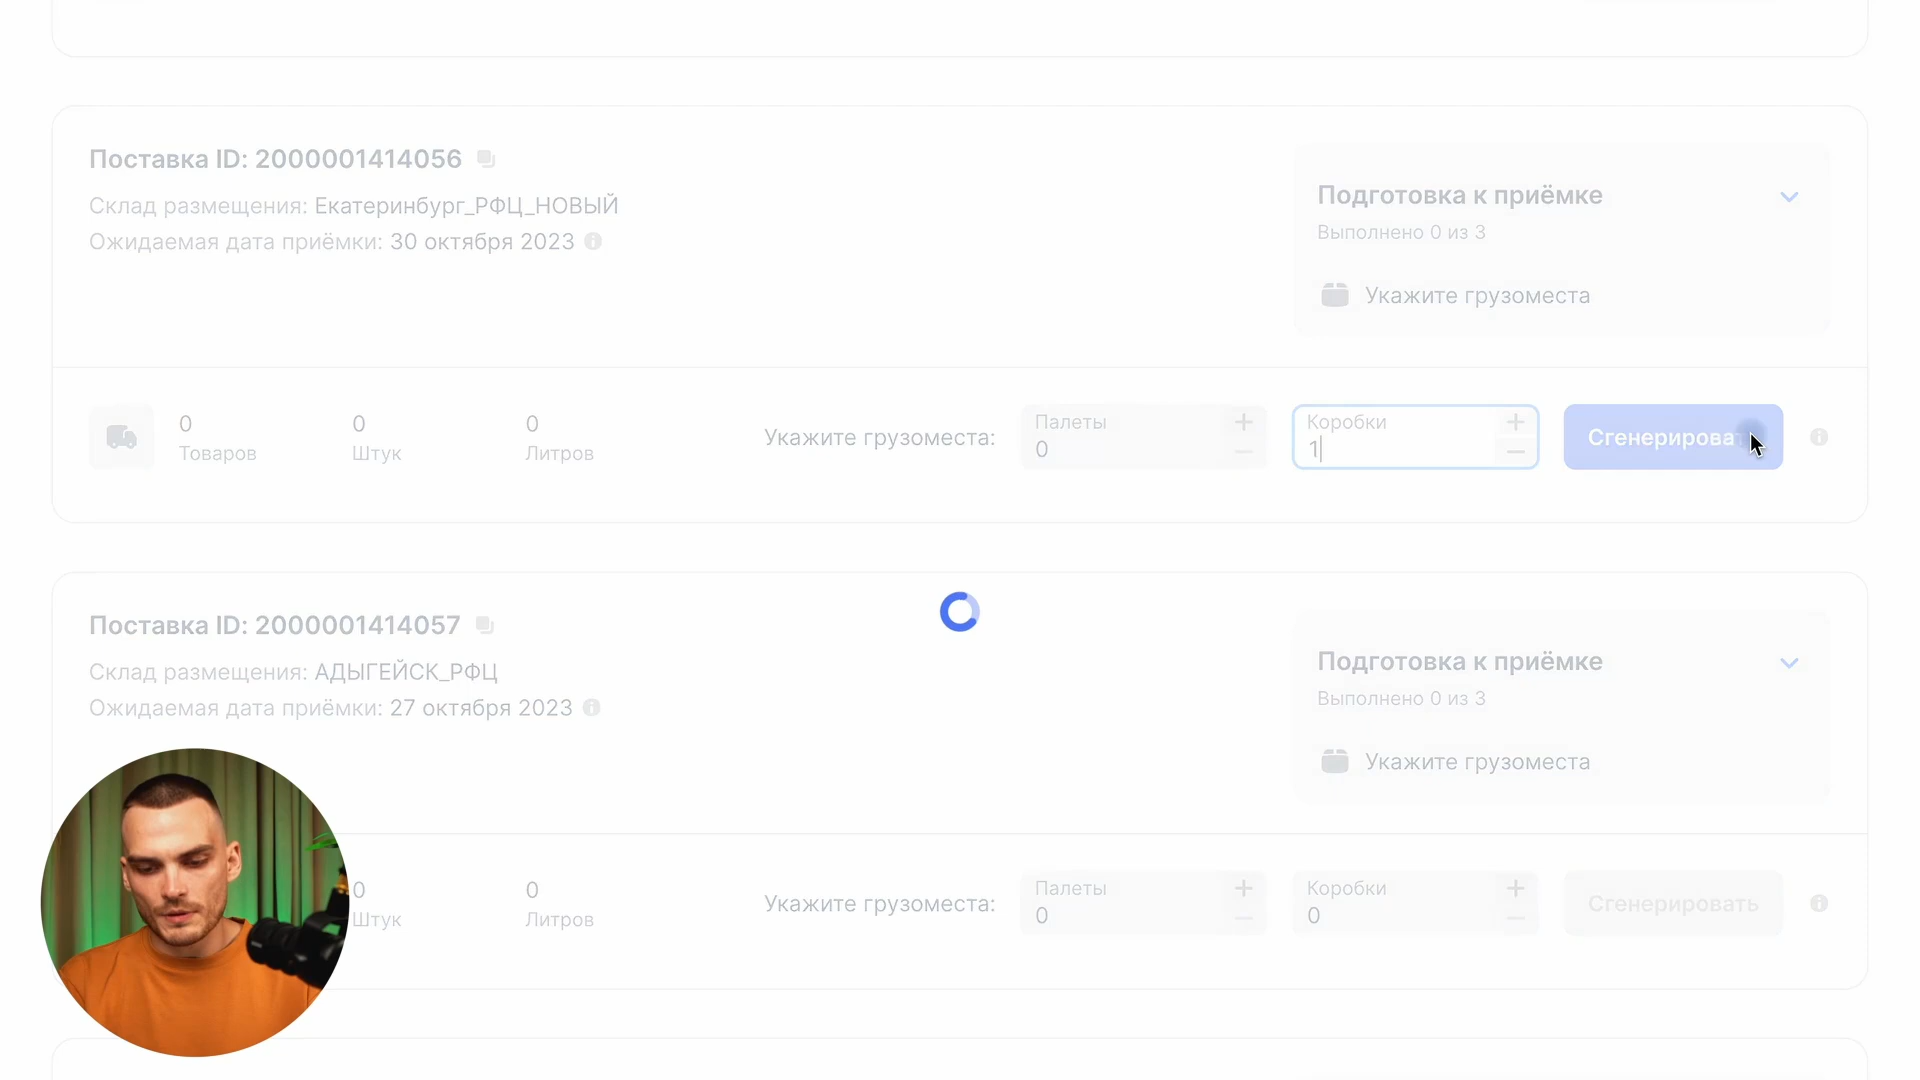 Поставка ID: 2000001414056
Склад размещения: Екатеринбург_РФЦ_НОВЫЙ
Ожидаемая дата приёмки: 30 октября 2023
Подготовка к приёмке
Выполнено 0 из 3
Укажите грузоместа
0 0 0
Товаров Штук Литров
Укажите грузоместа:
Палеты
0
Коробки
1
Сгенерировать
Поставка ID: 2000001414057
Склад размещения: АДЫГЕЙСК_РФЦ
Ожидаемая дата приёмки: 27 октября 2023
Подготовка к приёмке
Выполнено 0 из 3
Укажите грузоместа
0 0
Штук Литров
Укажите грузоместа:
Палеты
0
Коробки
0
Сгенерировать